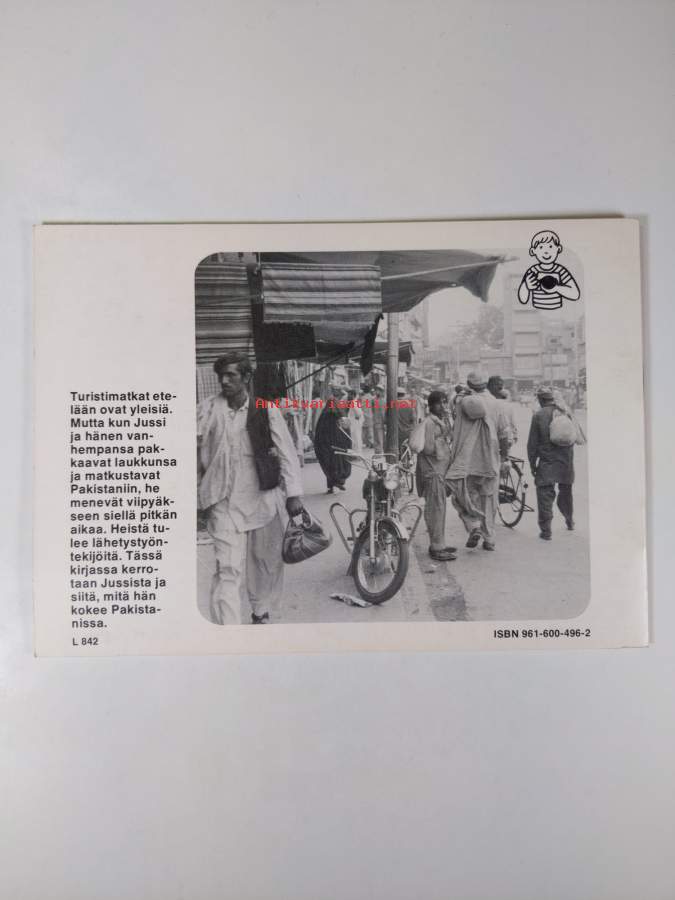 Turistimatkat ete-
lään ovat yleisiä.
Mutta kun Jussi
ja hänen van-
hempansa pak-
kaavat laukkunsa
ja matkustavat
Pakistaniin, he
menevät viipyäk-
seen siellä pitkän
aikaa. Heistä tu-
lee lähetystyön-
tekijöitä. Tässä
kirjassa kerro-
taan Jussista ja
siitä, mitä hän
kokee Pakista-
nissa.
L 842
Antikvariaatit.net
ISBN 961-600-496-2